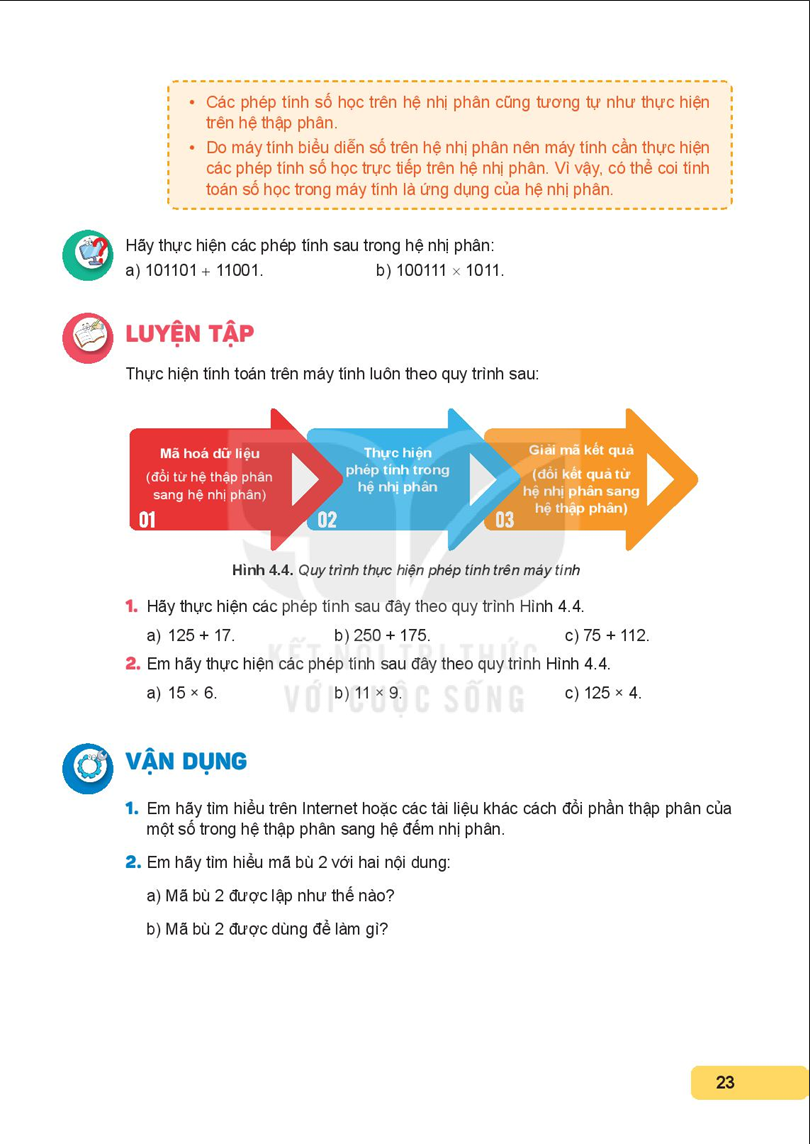 • Các phép tính số học trên hệ nhị phân cũng tương tự như thực hiện
trên hệ thập phân.
• Do máy tính biểu diễn số trên hệ nhị phân nên máy tính cần thực hiện
các phép tính số học trực tiếp trên hệ nhị phân. Vì vậy, có thể coi tính
toán số học trong máy tính là ứng dụng của hệ nhị phân.
Hãy thực hiện các phép tính sau trong hệ nhị phân:
a) 101101 + 11001. b) 100111 × 1011.
LUYỆN TẬP
Thực hiện tính toán trên máy tính luôn theo quy trình sau:
Mã hoá dữ liệu
(đổi từ hệ thập phân
sang hệ nhị phân)
01
Thực hiện
phép tính trong
hệ nhị phân
02
Giải mã kết quả
(đổi kết quả từ
hệ nhị phân sang
hệ thập phân)
03
Hình 4.4. Quy trình thực hiện phép tính trên máy tính
1. Hãy thực hiện các phép tính sau đây theo quy trình Hình 4.4.
a) 125 + 17. b) 250 + 175. c) 75 + 112.
KẾT NỐI TRI THỨC
2. Em hãy thực hiện các phép tính sau đây theo quy trình Hình 4.4.
a) 15 × 6. b) 11 × 9. c) 125 × 4.
VỚI CUỘC SỐNG
VẬN DỤNG
1. Em hãy tìm hiểu trên Internet hoặc các tài liệu khác cách đổi phần thập phân của
một số trong hệ thập phân sang hệ đếm nhị phân.
2. Em hãy tìm hiểu mã bù 2 với hai nội dung:
a) Mã bù 2 được lập như thế nào?
b) Mã bù 2 được dùng để làm gì?
23